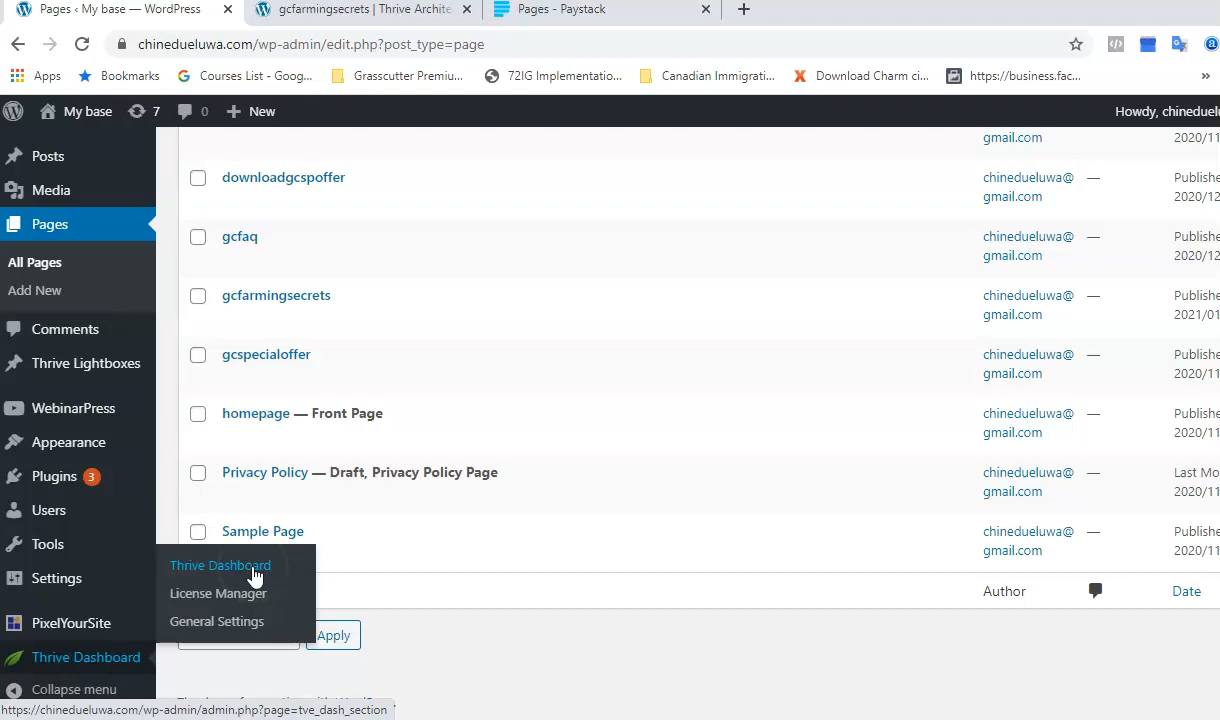 Pages ‹ My base — WordPress
gcfarmingsecrets | Thrive Archite
Pages - Paystack
chinedueluwa.com/wp-admin/edit.php?post_type=page
Apps
Bookmarks
Courses List - Goog...
Grasscutter Premiu...
72IG Implementatio...
Canadian Immigrati...
Download Charm ci...
https://business.fac...
»
My base
7
0
New
Howdy, chineduel
Posts
Media
Pages
All Pages
Add New
Comments
Thrive Lightboxes
WebinarPress
Appearance
Plugins 3
Users
Tools
Settings
PixelYourSite
Thrive Dashboard
Collapse menu
Thrive Dashboard
License Manager
General Settings
gmail.com
2020/11
downloadgcspoffer
chinedueluwa@
gmail.com
—
Publishe
2020/12
gcfaq
chinedueluwa@
gmail.com
—
Publishe
2020/12
gcfarmingsecrets
chinedueluwa@
gmail.com
—
Publishe
2021/01
gcspecialoffer
chinedueluwa@
gmail.com
—
Publishe
2020/11
homepage — Front Page
chinedueluwa@
gmail.com
—
Publishe
2020/11
Privacy Policy — Draft, Privacy Policy Page
chinedueluwa@
gmail.com
—
Last Mo
2020/11
Sample Page
chinedueluwa@
gmail.com
—
Publishe
2020/11
Author
Date
Apply
https://chinedueluwa.com/wp-admin/admin.php?page=tve_dash_section